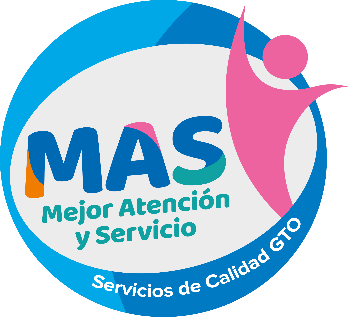 MAS
Mejor Atención
y Servicio
Servicios de Calidad GTO